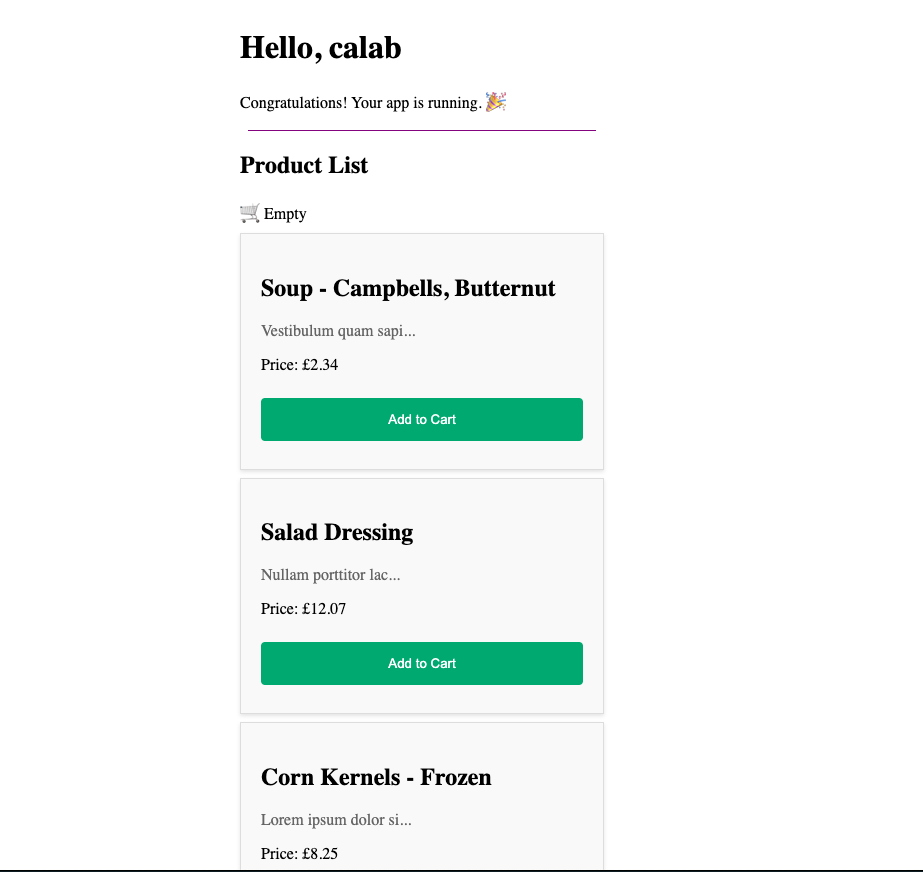 Hello, calab
Congratulations! Your app is running. 🎉
Product List
🛒 Empty
Soup - Campbells, Butternut
Vestibulum quam sapi...
Price: £2.34
Add to Cart
Salad Dressing
Nullam porttitor lac...
Price: £12.07
Add to Cart
Corn Kernels - Frozen
Lorem ipsum dolor si...
Price: £8.25